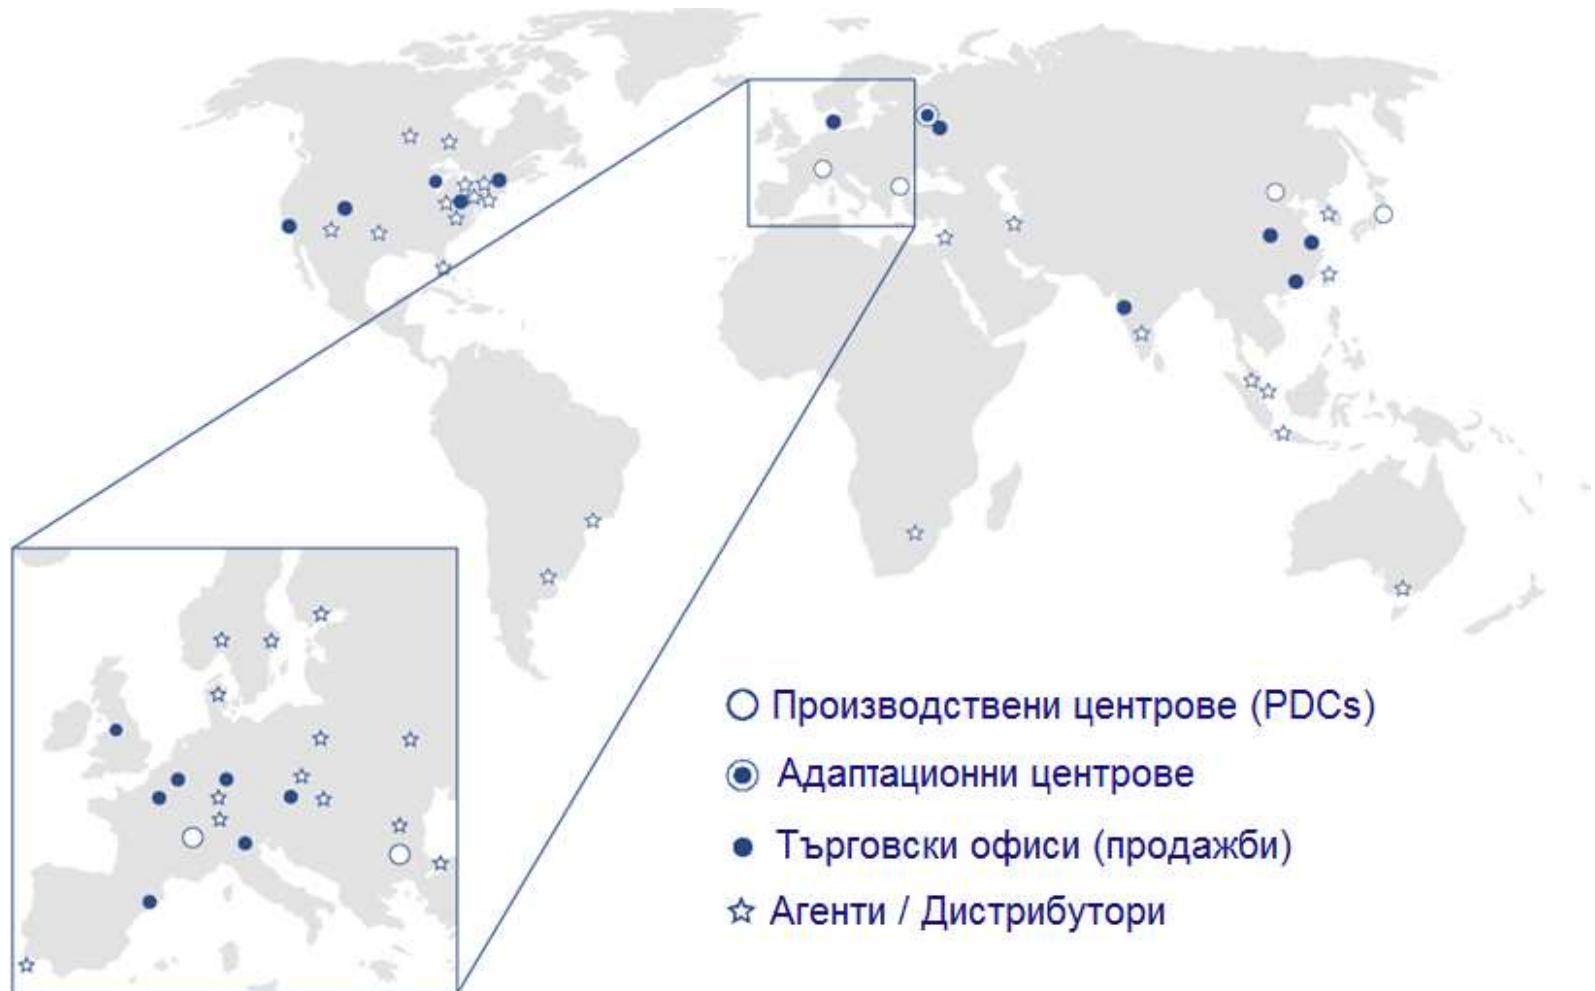 Производствени центрове (PDCs)
Адаптационни центрове
Търговски офиси (продажби)
Агенти / Дистрибутори